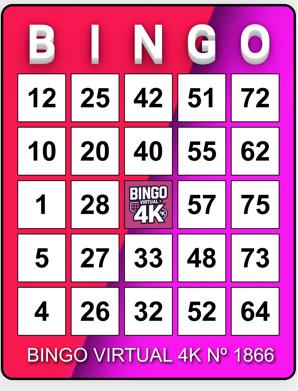 B I N G O
12 25 42 51 72
10 20 40 55 62
1 28 BINGO VIRTUAL 4K 57 75
5 27 33 48 73
4 26 32 52 64
BINGO VIRTUAL 4K Nº 1866